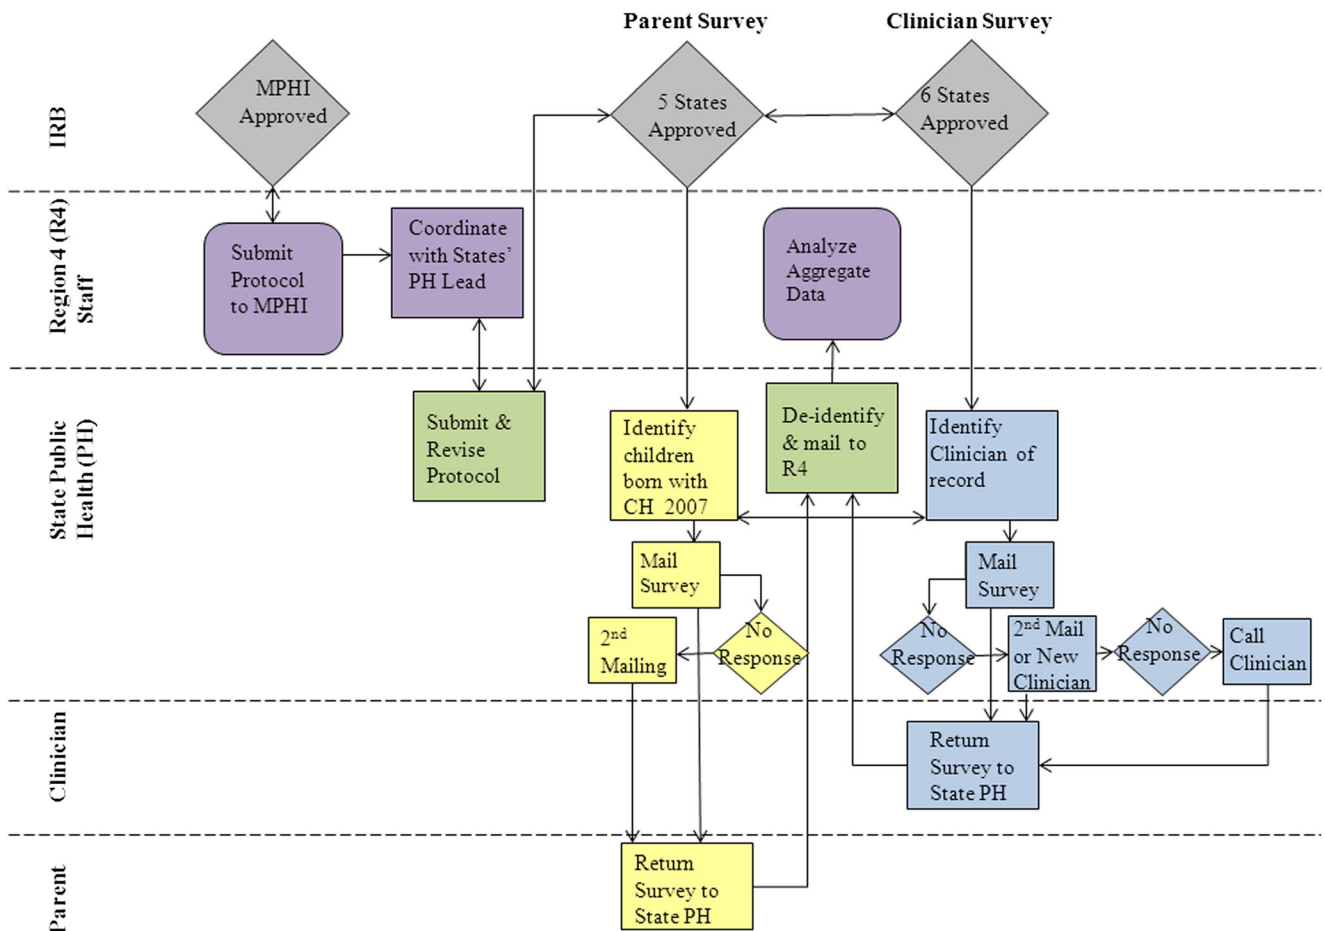 Parent Survey
Clinician Survey
IRB
MPHI
Approved
5 States
Approved
6 States
Approved
Region 4 (R4)
Staff
Submit
Protocol
to MPHI
Coordinate
with States’
PH Lead
Analyze
Aggregate
Data
State Public
Health (PH)
Submit &
Revise
Protocol
Identify
children
born with
CH 2007
De-identify
& mail to
R4
Identify
Clinician of
record
Mail
Survey
2nd
Mailing
No
Response
Mail
Survey
No
Response
2nd Mail
or New
Clinician
No
Response
Call
Clinician
Clinician
Return
Survey to
State PH
Parent
Return
Survey to
State PH